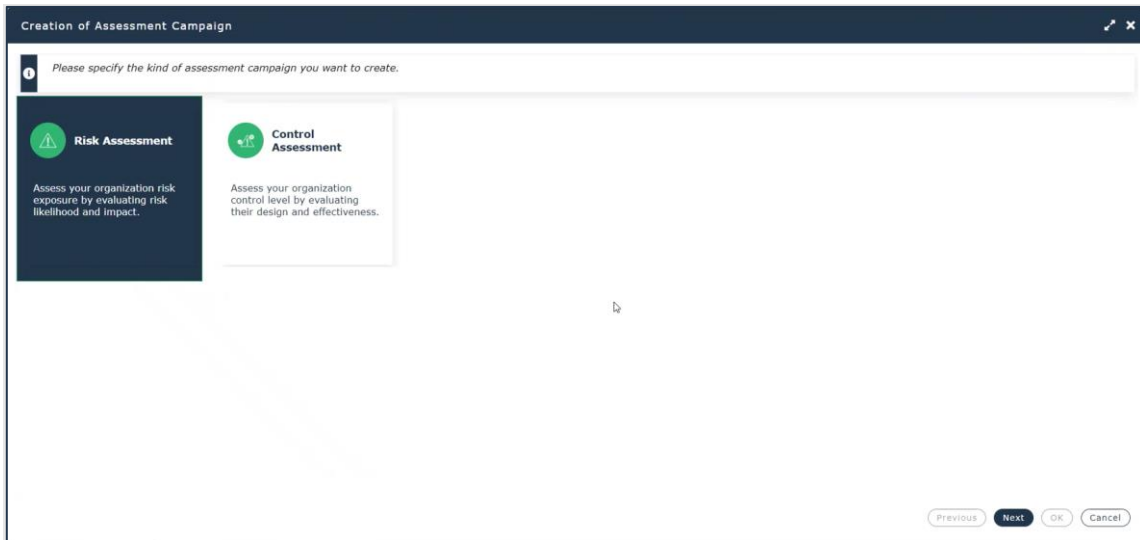 Creation of Assessment Campaign
Please specify the kind of assessment campaign you want to create.
Risk Assessment
Assess your organization risk
exposure by evaluating risk
likelihood and impact.
Control
Assessment
Assess your organization
control level by evaluating
their design and effectiveness.
Previous Next OK Cancel